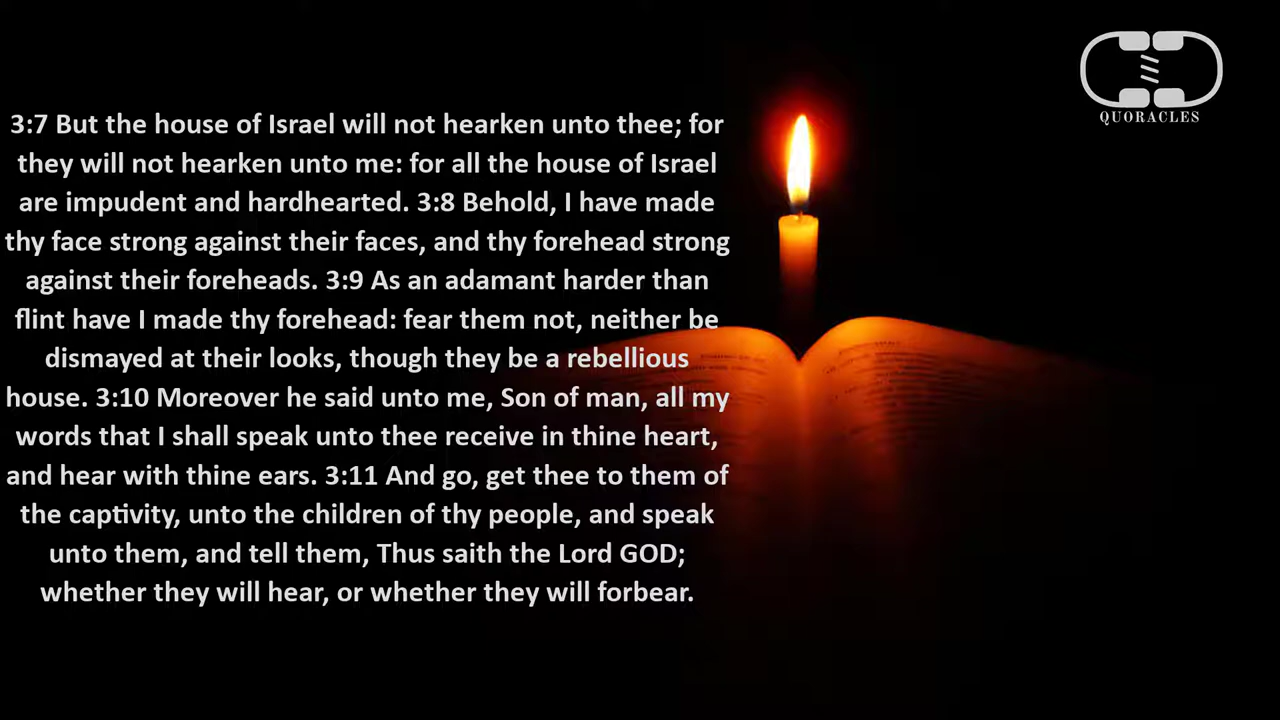 3:7 But the house of Israel will not hearken unto thee; for
they will not hearken unto me: for all the house of Israel
are impudent and hardhearted. 3:8 Behold, I have made
thy face strong against their faces, and thy forehead strong
against their foreheads. 3:9 As an adamant harder than
flint have I made thy forehead: fear them not, neither be
dismayed at their looks, though they be a rebellious
house. 3:10 Moreover he said unto me, Son of man, all my
words that I shall speak unto thee receive in thine heart,
and hear with thine ears. 3:11 And go, get thee to them of
the captivity, unto the children of thy people, and speak
unto them, and tell them, Thus saith the Lord GOD;
whether they will hear, or whether they will forbear.
QUORACLES